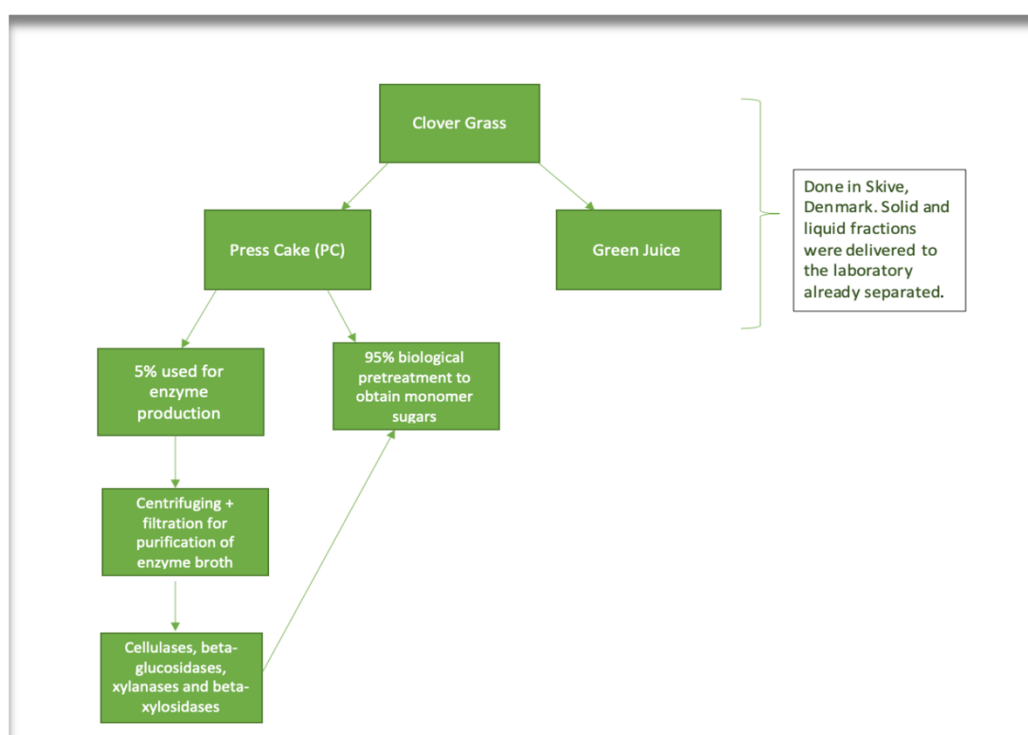 Clover Grass
Done in Skive,
Denmark. Solid and
liquid fractions
were delivered to
the laboratory
already separated.
Press Cake (PC)
Green Juice
5% used for
enzyme
production
95% biological
pretreatment to
obtain monomer
sugars
Centrifuging +
filtration for
purification of
enzyme broth
Cellulases, beta-
glucosidases,
xylanases and beta-
xylosidases